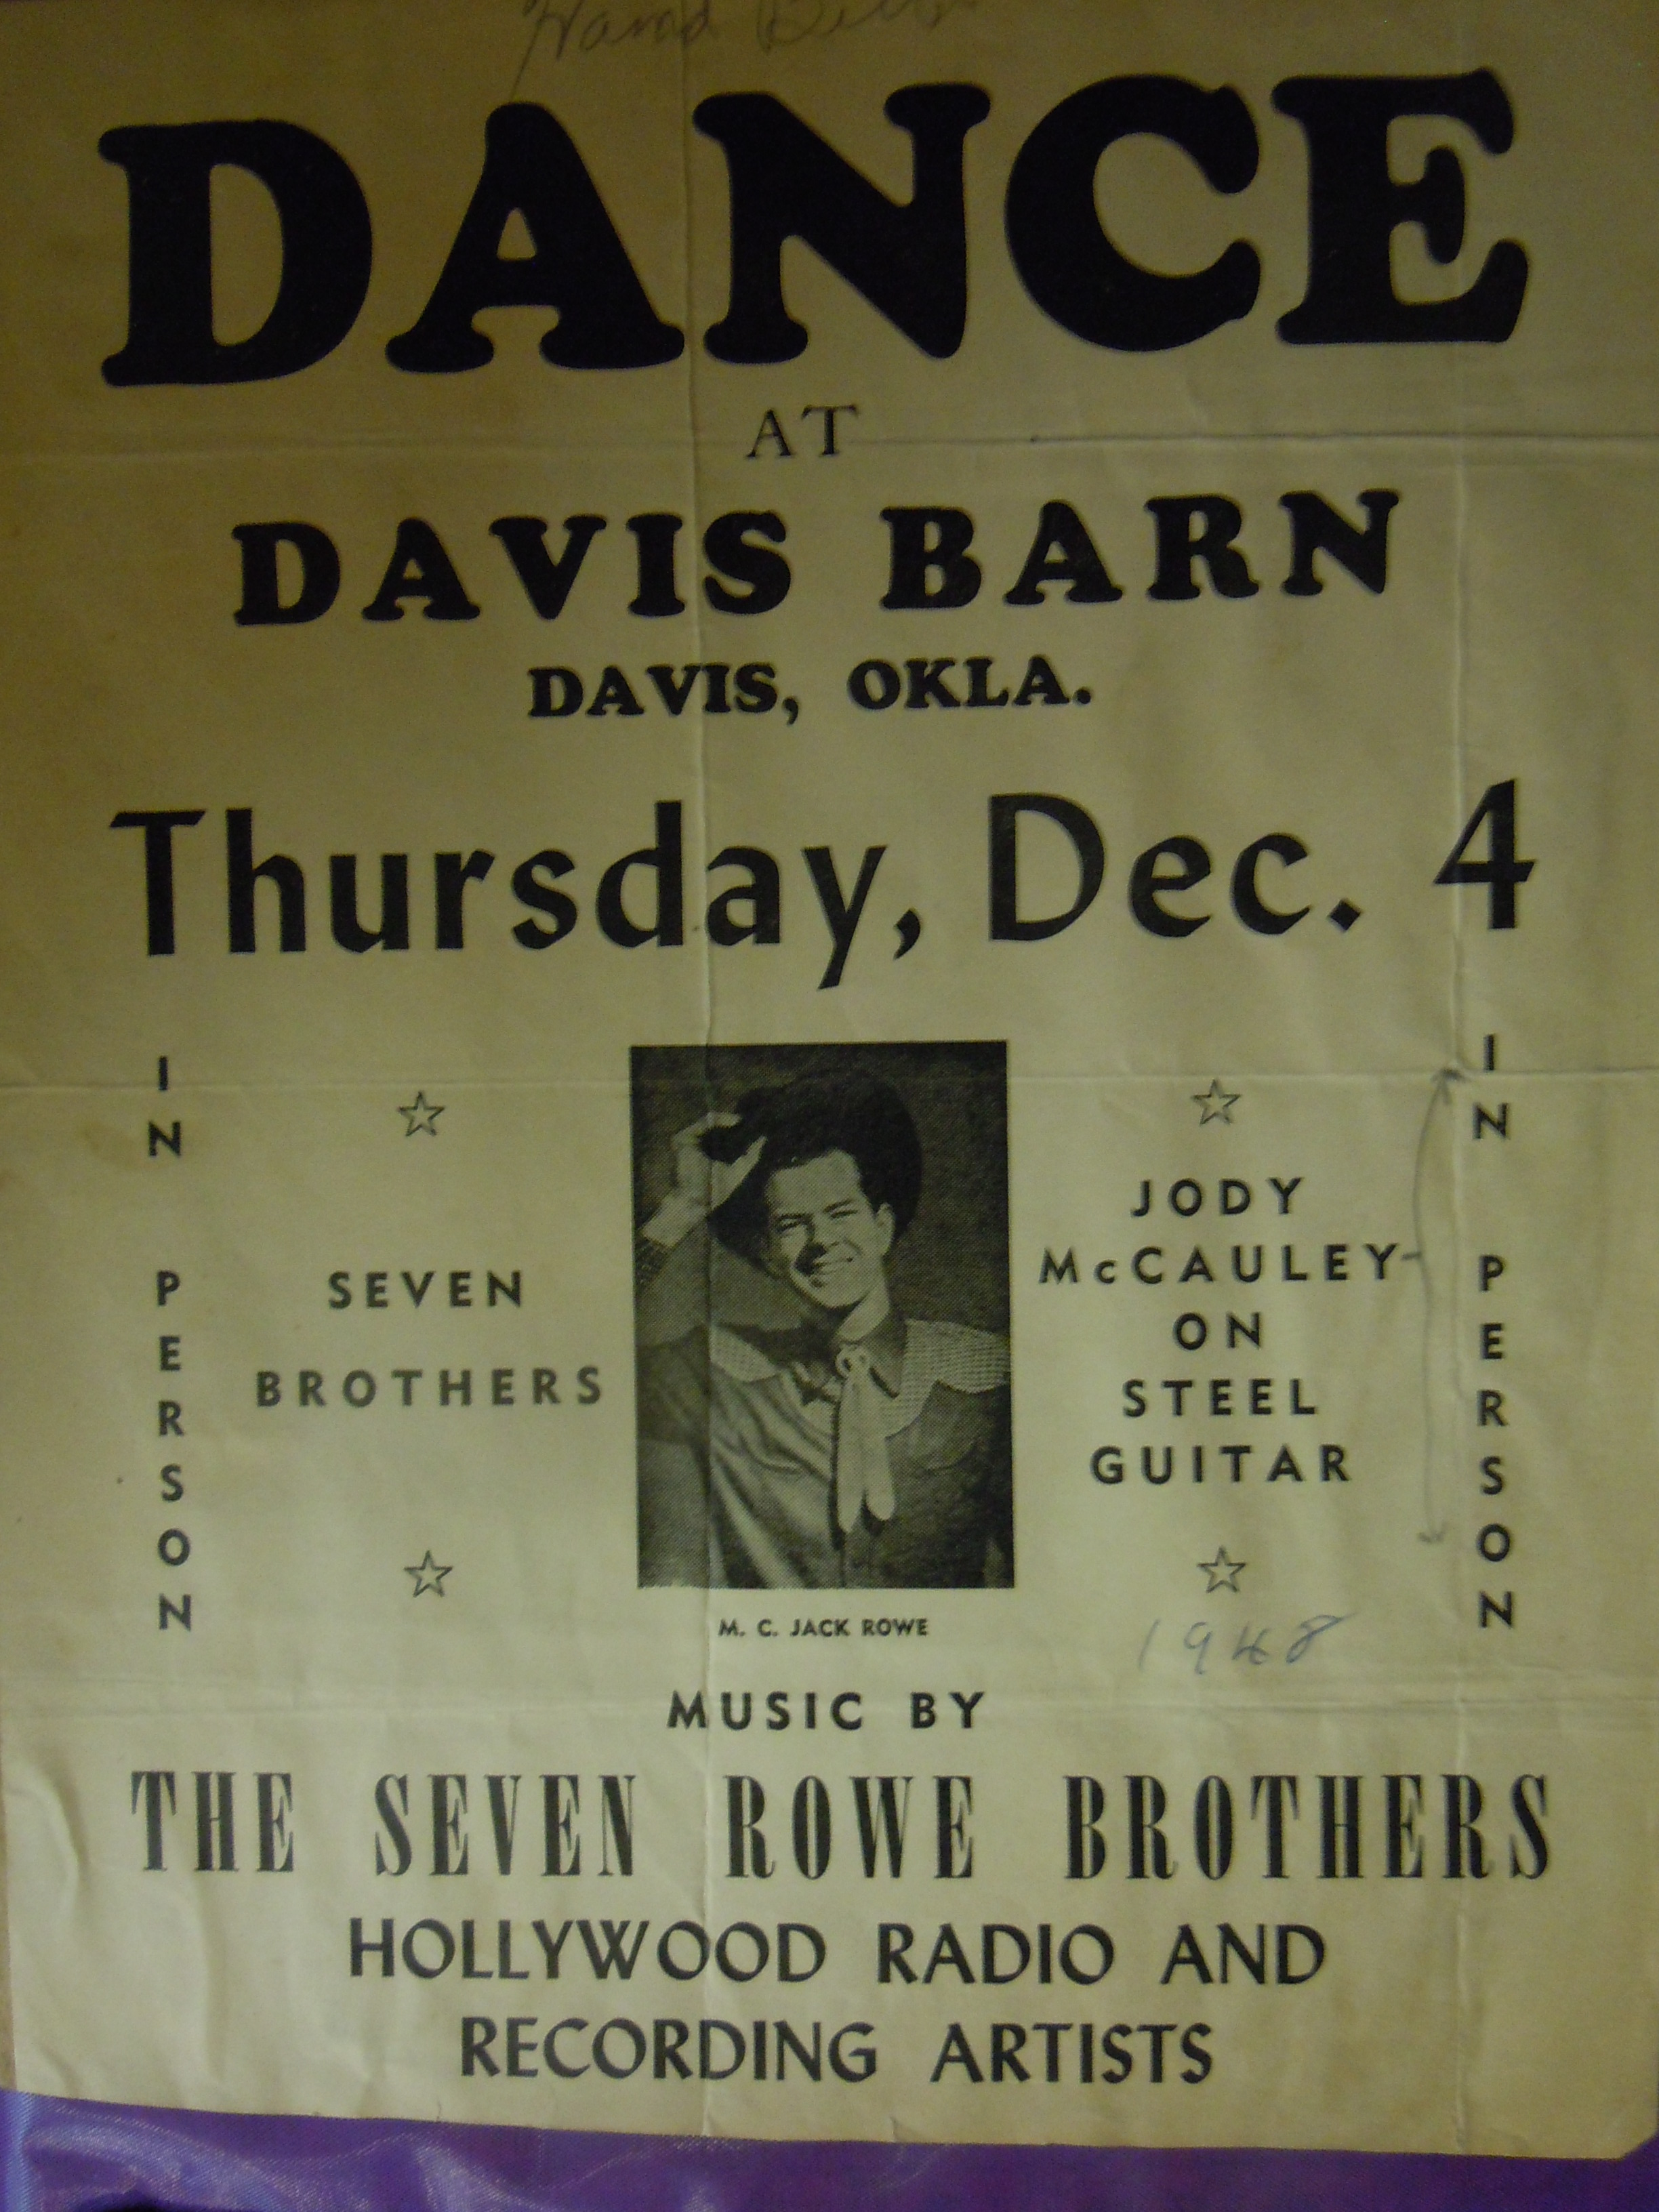 DANCE
AT
DAVIS BARN
DAVIS, OKLA.
Thursday, Dec. 4
IN PERSON
SEVEN
BROTHERS
JODY
McCAULEY
ON
STEEL
GUITAR
IN PERSON
M. C. JACK ROWE
1948
MUSIC BY
THE SEVEN ROWE BROTHERS
HOLLYWOOD RADIO AND
RECORDING ARTISTS